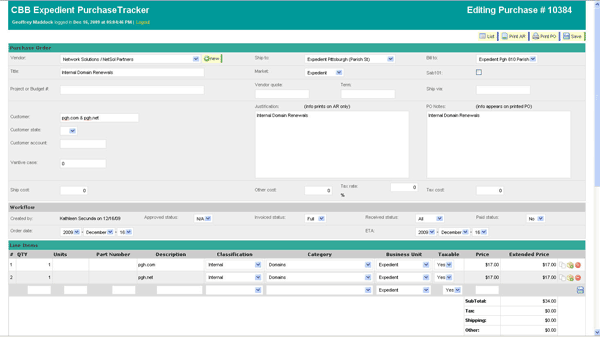 CBB Expedient PurchaseTracker
Editing Purchase # 10384
Geoffrey Maddock logged in Dec 16, 2009 at | Logout
List Print AR Print PO Save
Purchase Order
Vendor: Network Solutions / NetSol Partners New Ship to: Expedient Pittsburgh (Parish St) Bill to: Expedient Pgh 810 Parish
Title: Internal Domain Renewals Market: Expedient Sub101:
Project or Budget #: Vendor quote: Term: Ship via:
Justification: (info prints on AR only) PO Notes: (info appears on printed PO)
Internal Domain Renewals Internal Domain Renewals
Customer: pgh.com & pgh.net
Customer state:
Customer account:
Vantive case: 0
Ship cost: 0 Other cost: 0 Tax rate: 0 % Tax cost: 0
Workflow
Created by: Kathleen Secunda on 12/16/09 Approved status: N/A Invoiced status: Full Received status: All Paid status: No
Order date: 2009 - December - 16 ETA: 2009 - December - 16
Line Items
# QTY Units Part Number Description Classification Category Business Unit Taxable Price Extended Price
1 1 pgh.com Internal Domains Expedient Yes $17.00 $17.00
2 1 pgh.net Internal Domains Expedient Yes $17.00 $17.00
Expedient Yes
SubTotal: $34.00
Tax: $0.00
Shipping: $0.00
Other: $0.00